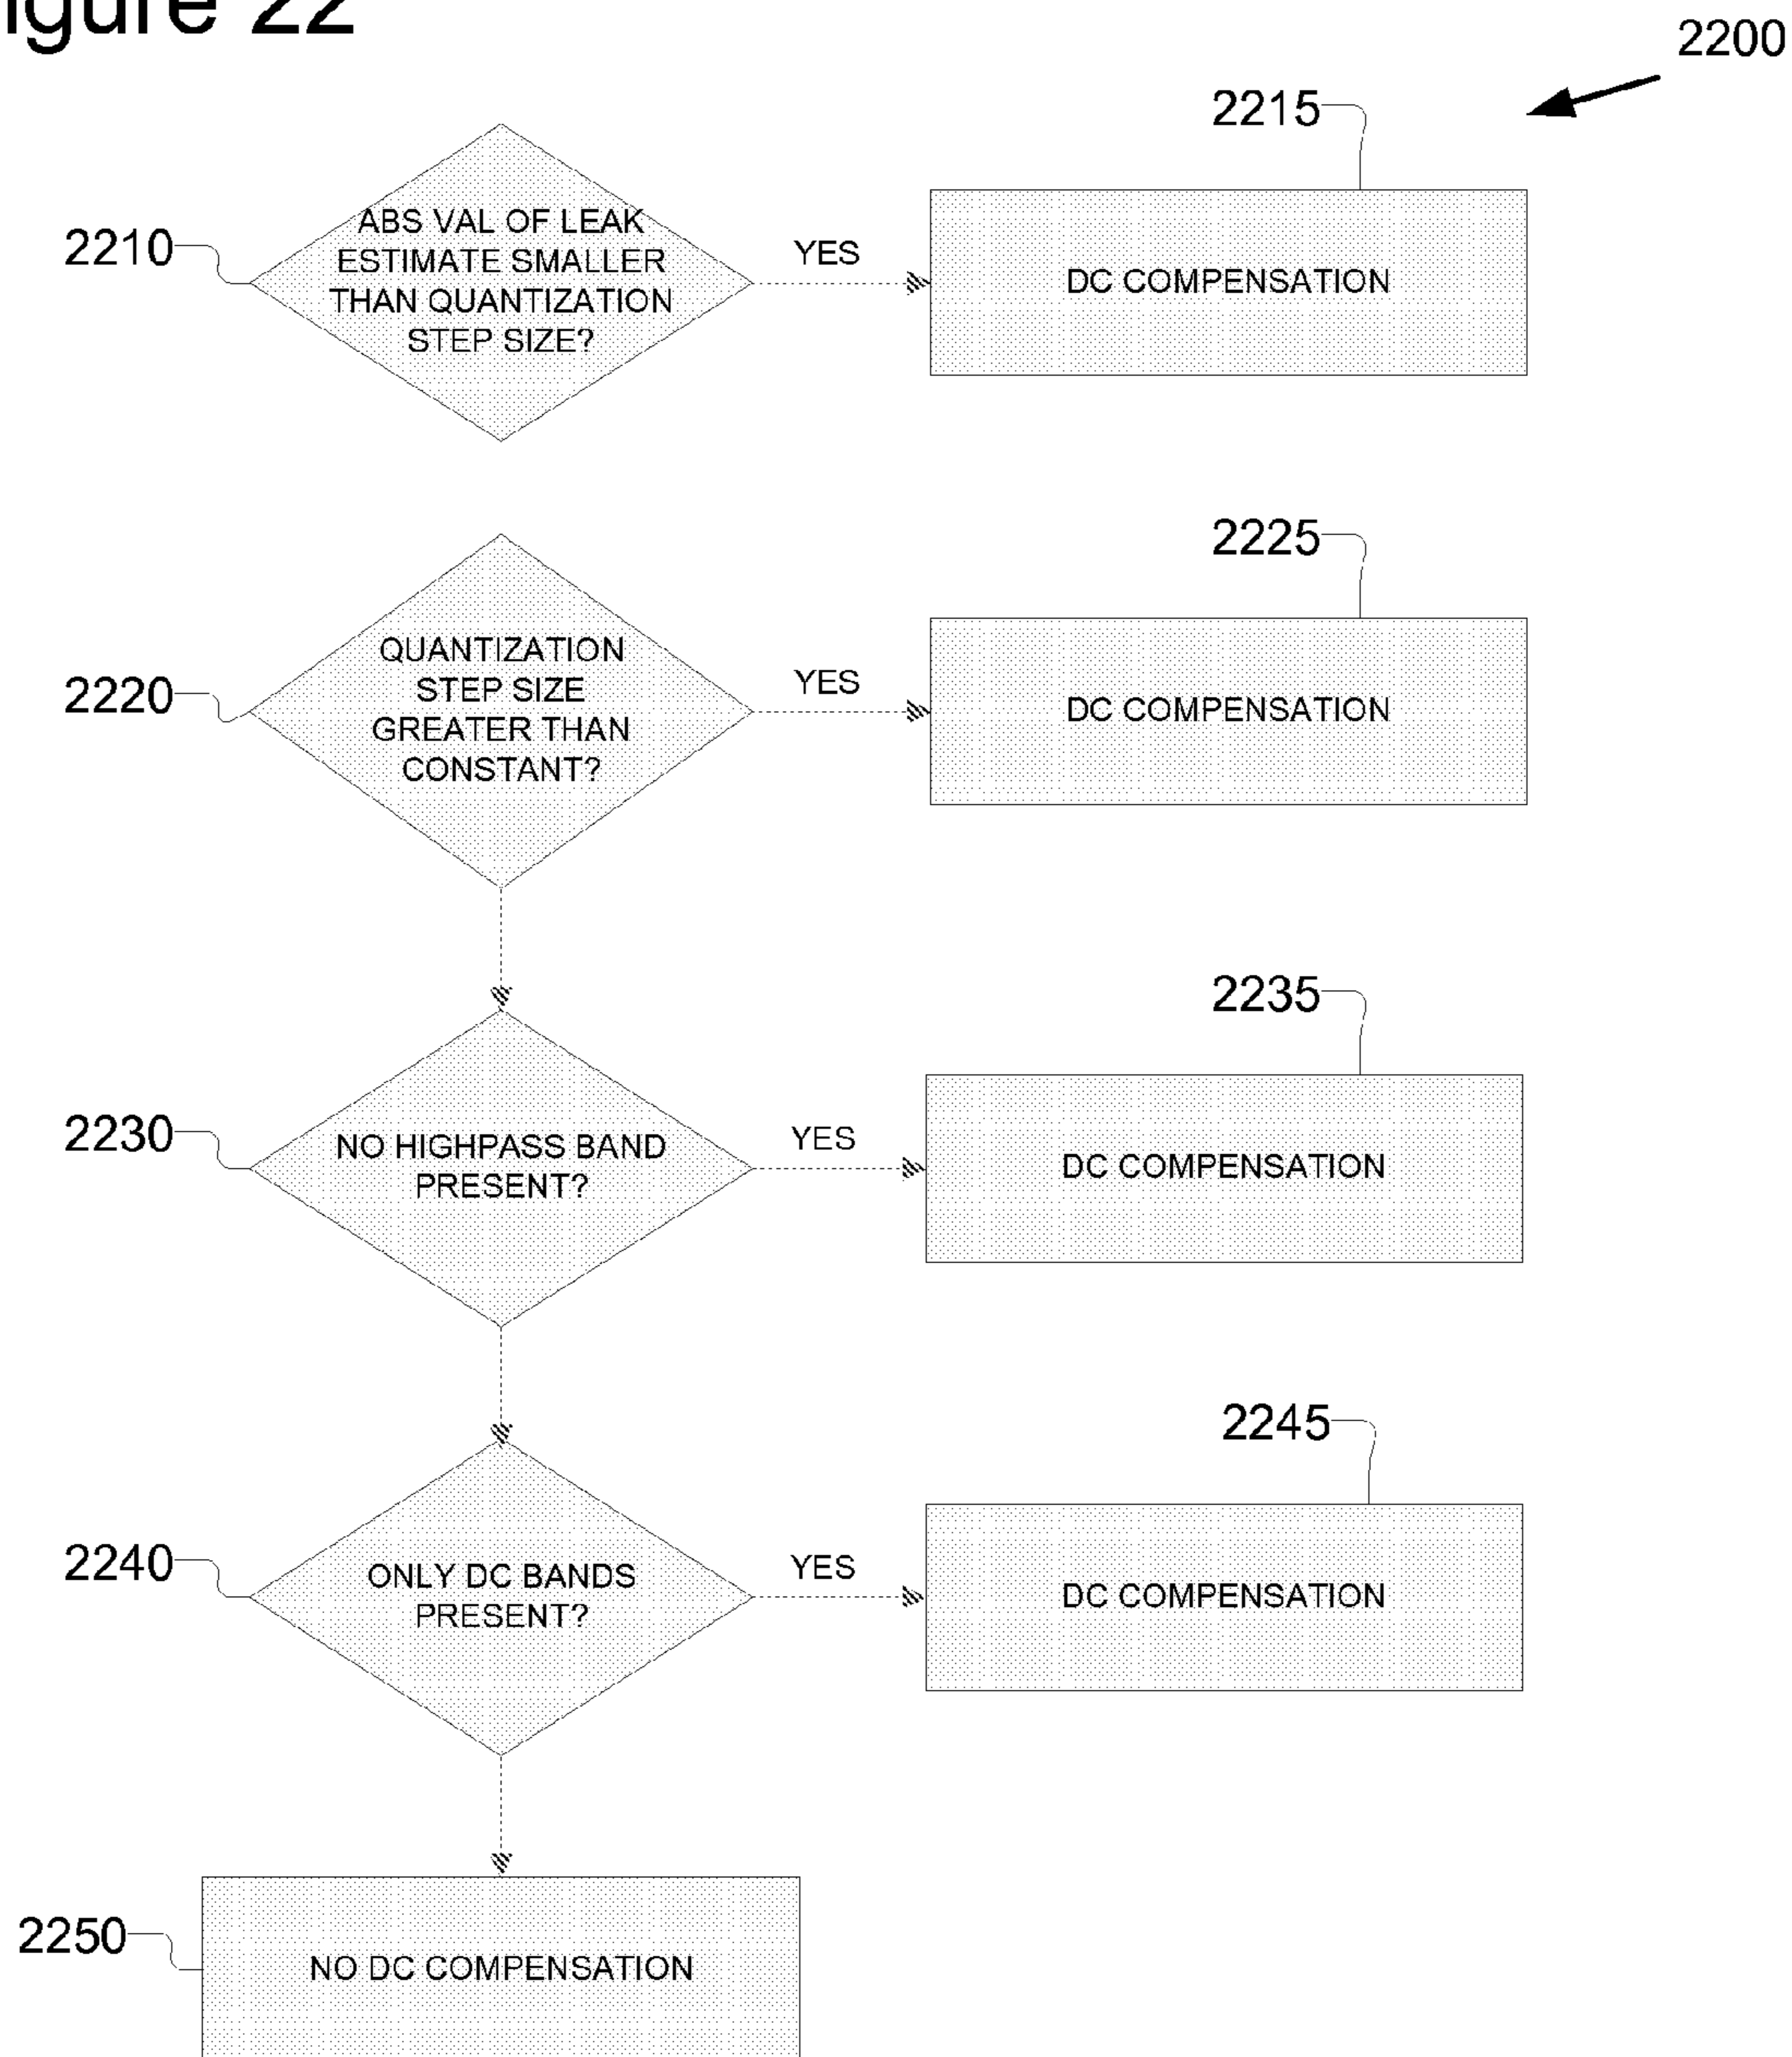 igure 22
2200
2215
2210
ABS VAL OF LEAK
ESTIMATE SMALLER
THAN QUANTIZATION
STEP SIZE?
YES
DC COMPENSATION
2225
2220
QUANTIZATION
STEP SIZE
GREATER THAN
CONSTANT?
YES
DC COMPENSATION
2235
2230
NO HIGHPASS BAND
PRESENT?
YES
DC COMPENSATION
2245
2240
ONLY DC BANDS
PRESENT?
YES
DC COMPENSATION
2250
NO DC COMPENSATION